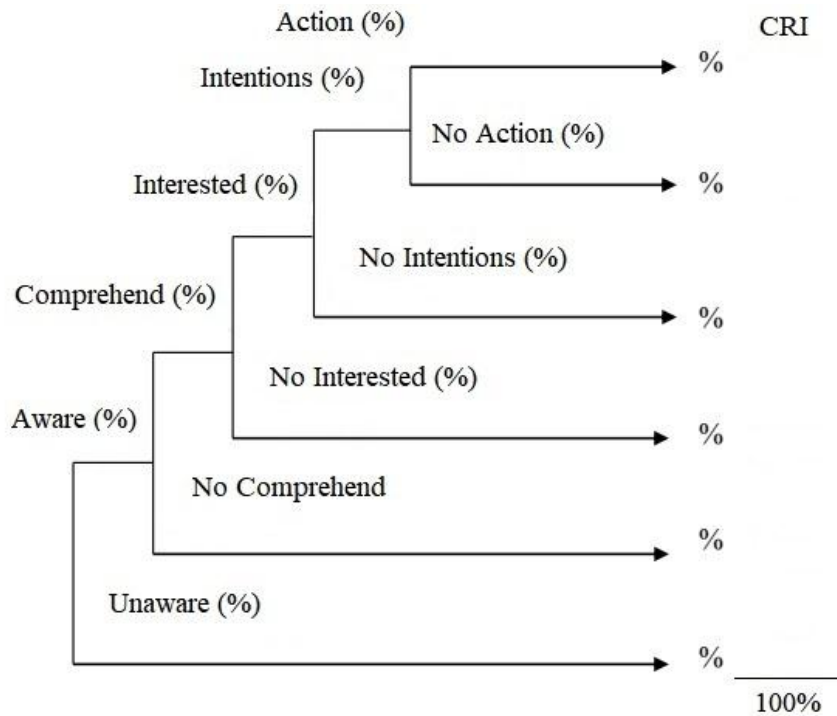 Action (%)
CRI
Intentions (%)
%
No Action (%)
Interested (%)
%
No Intentions (%)
Comprehend (%)
%
No Interested (%)
Aware (%)
%
No Comprehend
%
Unaware (%)
%
100%